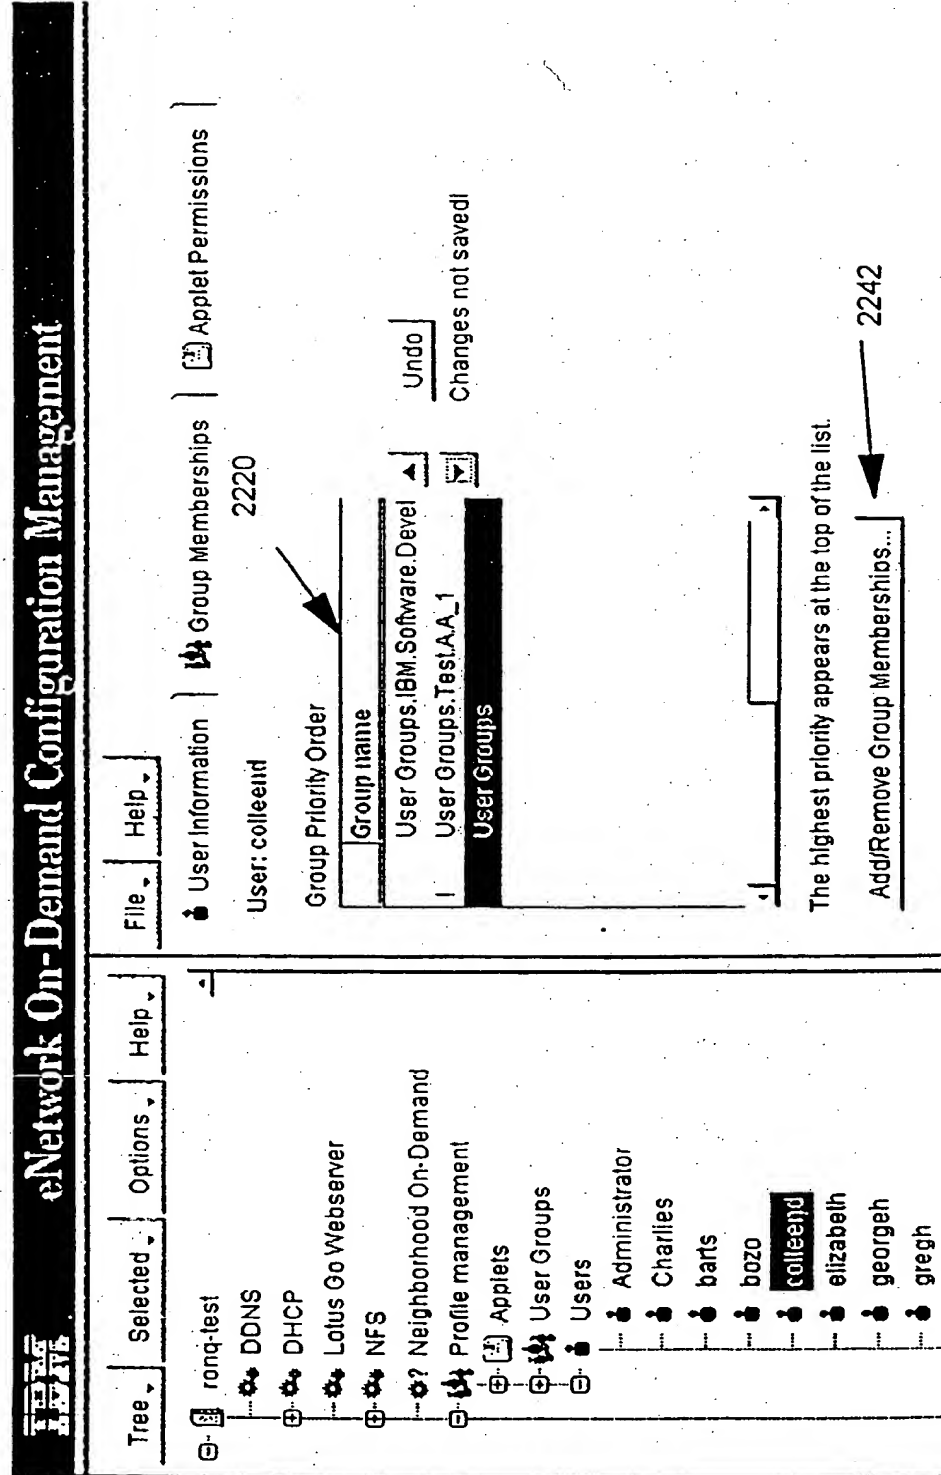 IBM eNetwork On-Demand Configuration Management
Tree Selected Options Help
ronq-test
DDNS
DHCP
Lotus Go Webserver
NFS
? Neighborhood On-Demand
Profile management
Applets
User Groups
Users
Administrator
Charlies
barts
bozo
colleend
elizabeth
georgeh
gregh
File Help
User Information Group Memberships Applet Permissions
User: colleend
2220
Group Priority Order
Group name
User Groups.IBM.Software.Devel
User Groups.Test.A.A_1
User Groups
Undo
Changes not saved!
The highest priority appears at the top of the list.
Add/Remove Group Memberships...
2242